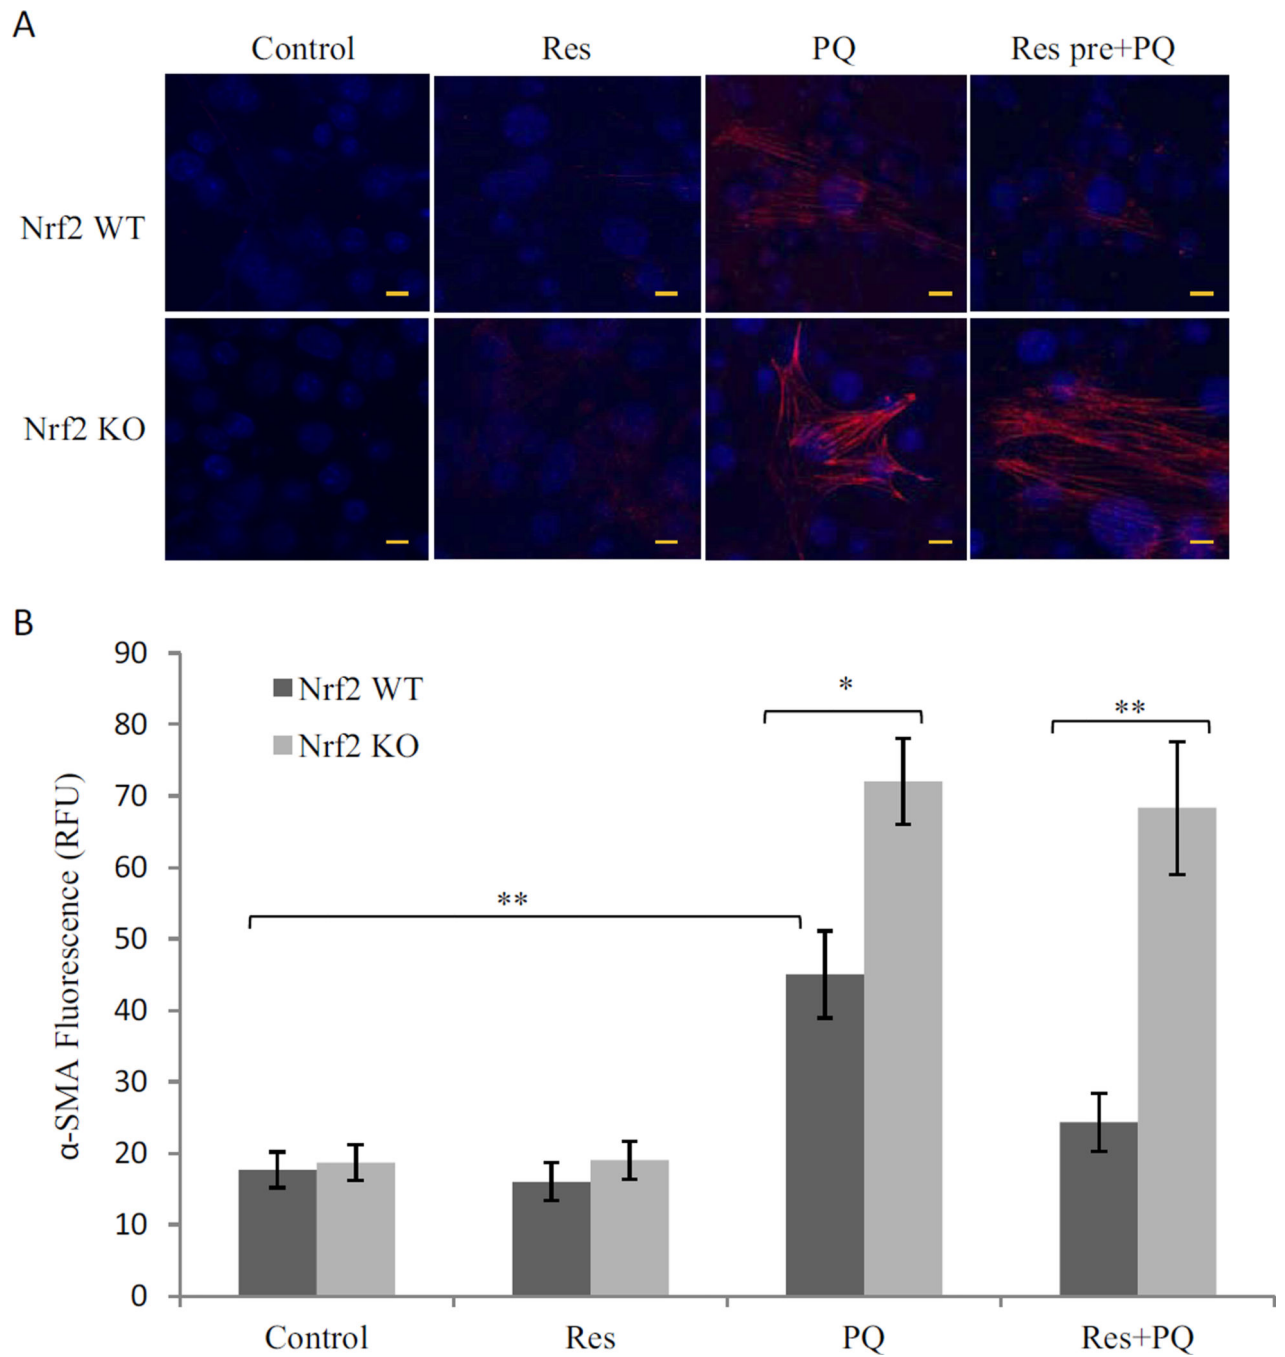 A
Control Res PQ Res pre+PQ
Nrf2 WT
Nrf2 KO
B
90
80
70
60
50
40
30
20
10
0
α-SMA Fluorescence (RFU)
Nrf2 WT
Nrf2 KO
**
*
**
Control Res PQ Res+PQ